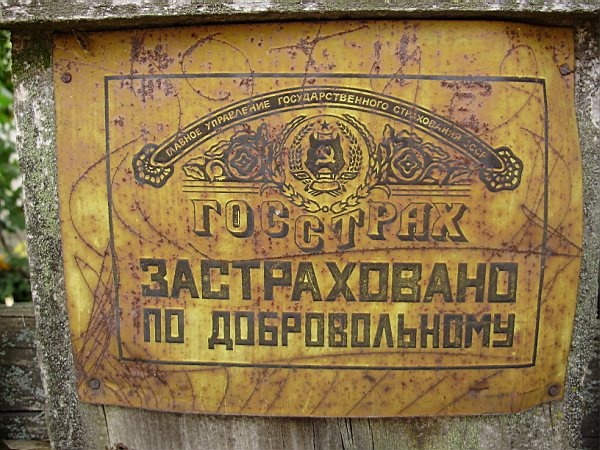 ГЛАВНОЕ УПРАВЛЕНИЕ ГОСУДАРСТВЕННОГО СТРАХОВАНИЯ СССР
ГОССТРАХ
ЗАСТРАХОВАНО
ПО ДОБРОВОЛЬНОМУ